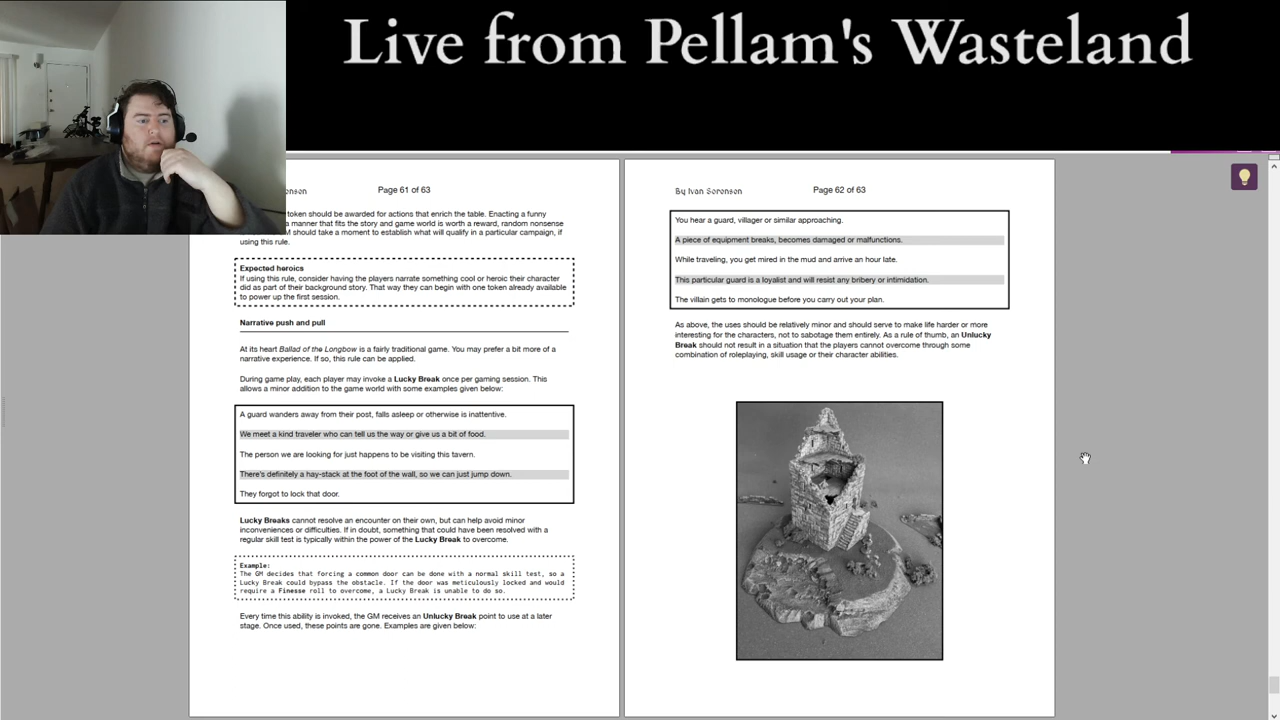 Live from Pellam's Wasteland
Page 61 of 63
token should be awarded for actions that enrich the table. Enacting a funny
a manner that fits the story and game world is worth a reward, random nonsense
should take a moment to establish what will qualify in a particular campaign, if
using this rule.
Expected heroics
If using this rule, consider having the players narrate something cool or heroic their character
did as part of their background story. That way they can begin with one token already available
to power up the first session.
Narrative push and pull
At its heart Ballad of the Longbow is a fairly traditional game. You may prefer a bit more of a
narrative experience. If so, this rule can be applied.
During game play, each player may invoke a Lucky Break once per gaming session. This
allows a minor addition to the game world with some examples given below:
A guard wanders away from their post, falls asleep or otherwise is inattentive.
We meet a kind traveler who can tell us the way or give us a bit of food.
The person we are looking for just happens to be visiting this tavern.
There's definitely a hay-stack at the foot of the wall, so we can just jump down.
They forgot to lock that door.
Lucky Breaks cannot resolve an encounter on their own, but can help avoid minor
inconveniences or difficulties. If in doubt, something that could have been resolved with a
regular skill test is typically within the power of the Lucky Break to overcome.
Example:
The GM decides that forcing a common door can be done with a normal skill test, so a
Lucky Break could bypass the obstacle. If the door was meticulously locked and would
require a Finesse roll to overcome, a Lucky Break is unable to do so.
Every time this ability is invoked, the GM receives an Unlucky Break point to use at a later
stage. Once used, these points are gone. Examples are given below:
By Ivan Sorensen
Page 62 of 63
You hear a guard, villager or similar approaching.
A piece of equipment breaks, becomes damaged or malfunctions.
While traveling, you get mired in the mud and arrive an hour late.
This particular guard is a loyalist and will resist any bribery or intimidation.
The villain gets to monologue before you carry out your plan.
As above, the uses should be relatively minor and should serve to make life harder or more
interesting for the characters, not to sabotage them entirely. As a rule of thumb, an Unlucky
Break should not result in a situation that the players cannot overcome through some
combination of roleplaying, skill usage or their character abilities.